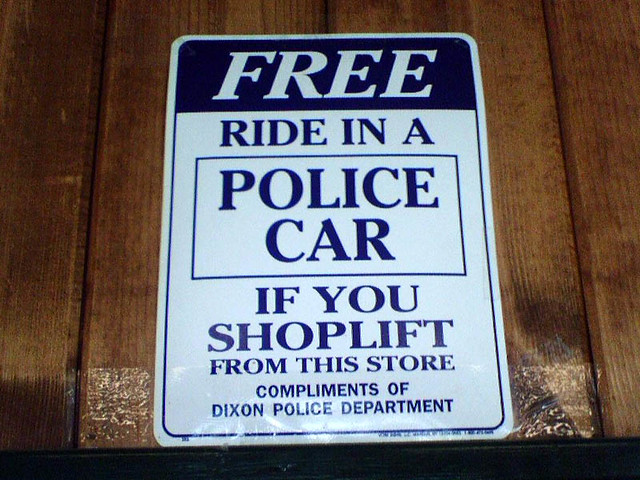 FREE
RIDE IN A
POLICE
CAR
IF YOU
SHOPLIFT
FROM THIS STORE
COMPLIMENTS OF
DIXON POLICE DEPARTMENT